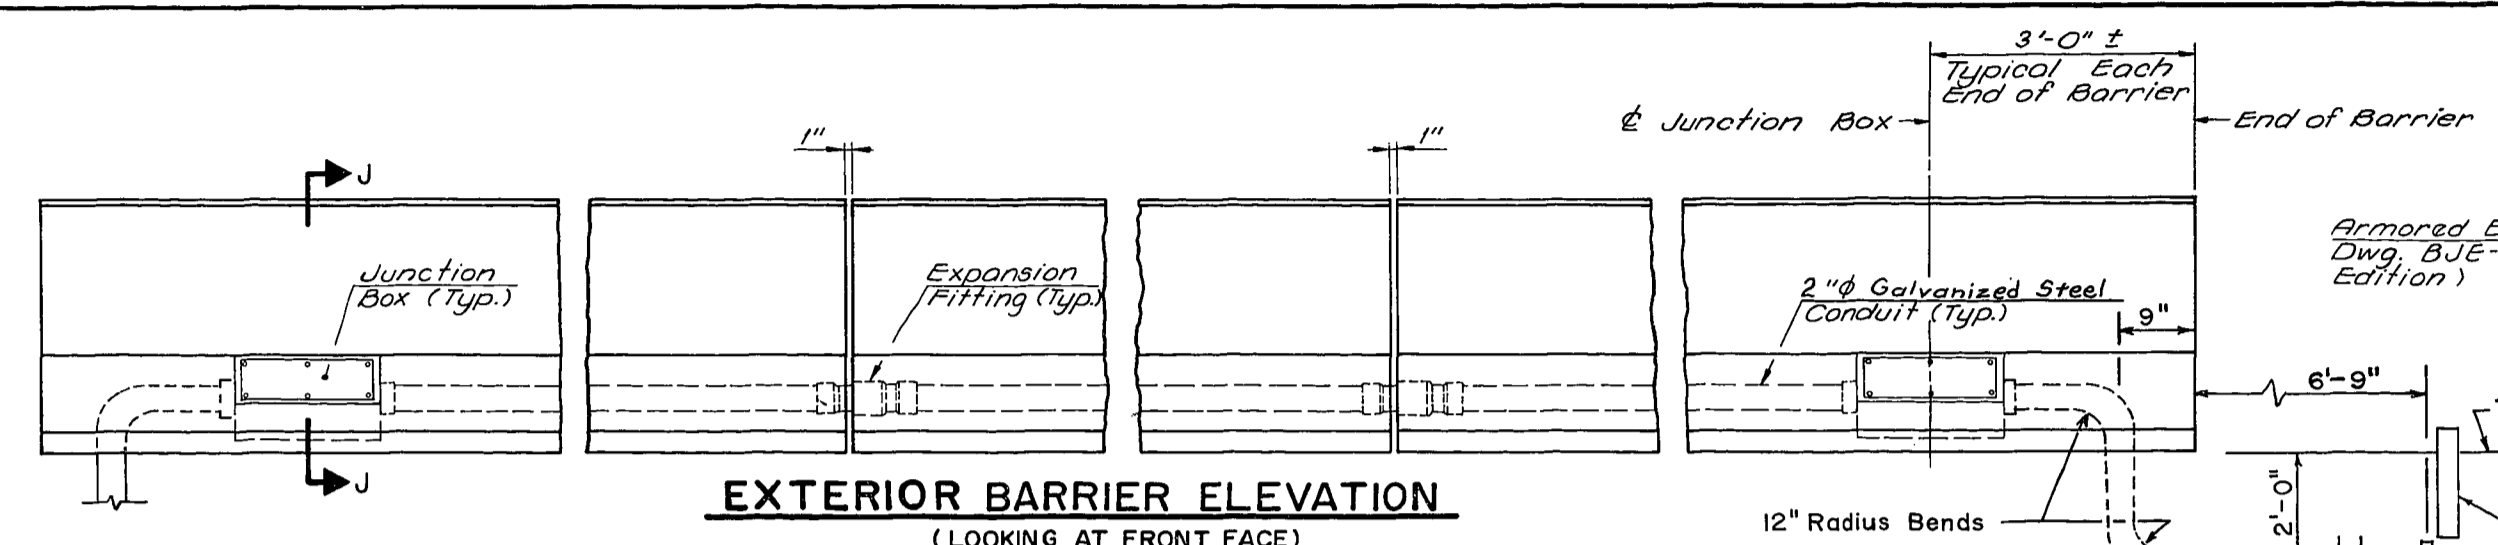 3'-0" ±
Typical Each
End of Barrier
℄ Junction Box
End of Barrier
1"
1"
J
Junction
Box (Typ.)
Expansion
Fitting (Typ.)
2"ϕ Galvanized Steel
Conduit (Typ.)
9"
Armored
Dwg. BJE-
Edition)
6'-9"
J
EXTERIOR BARRIER ELEVATION
(LOOKING AT FRONT FACE)
12" Radius Bends
2'-0"